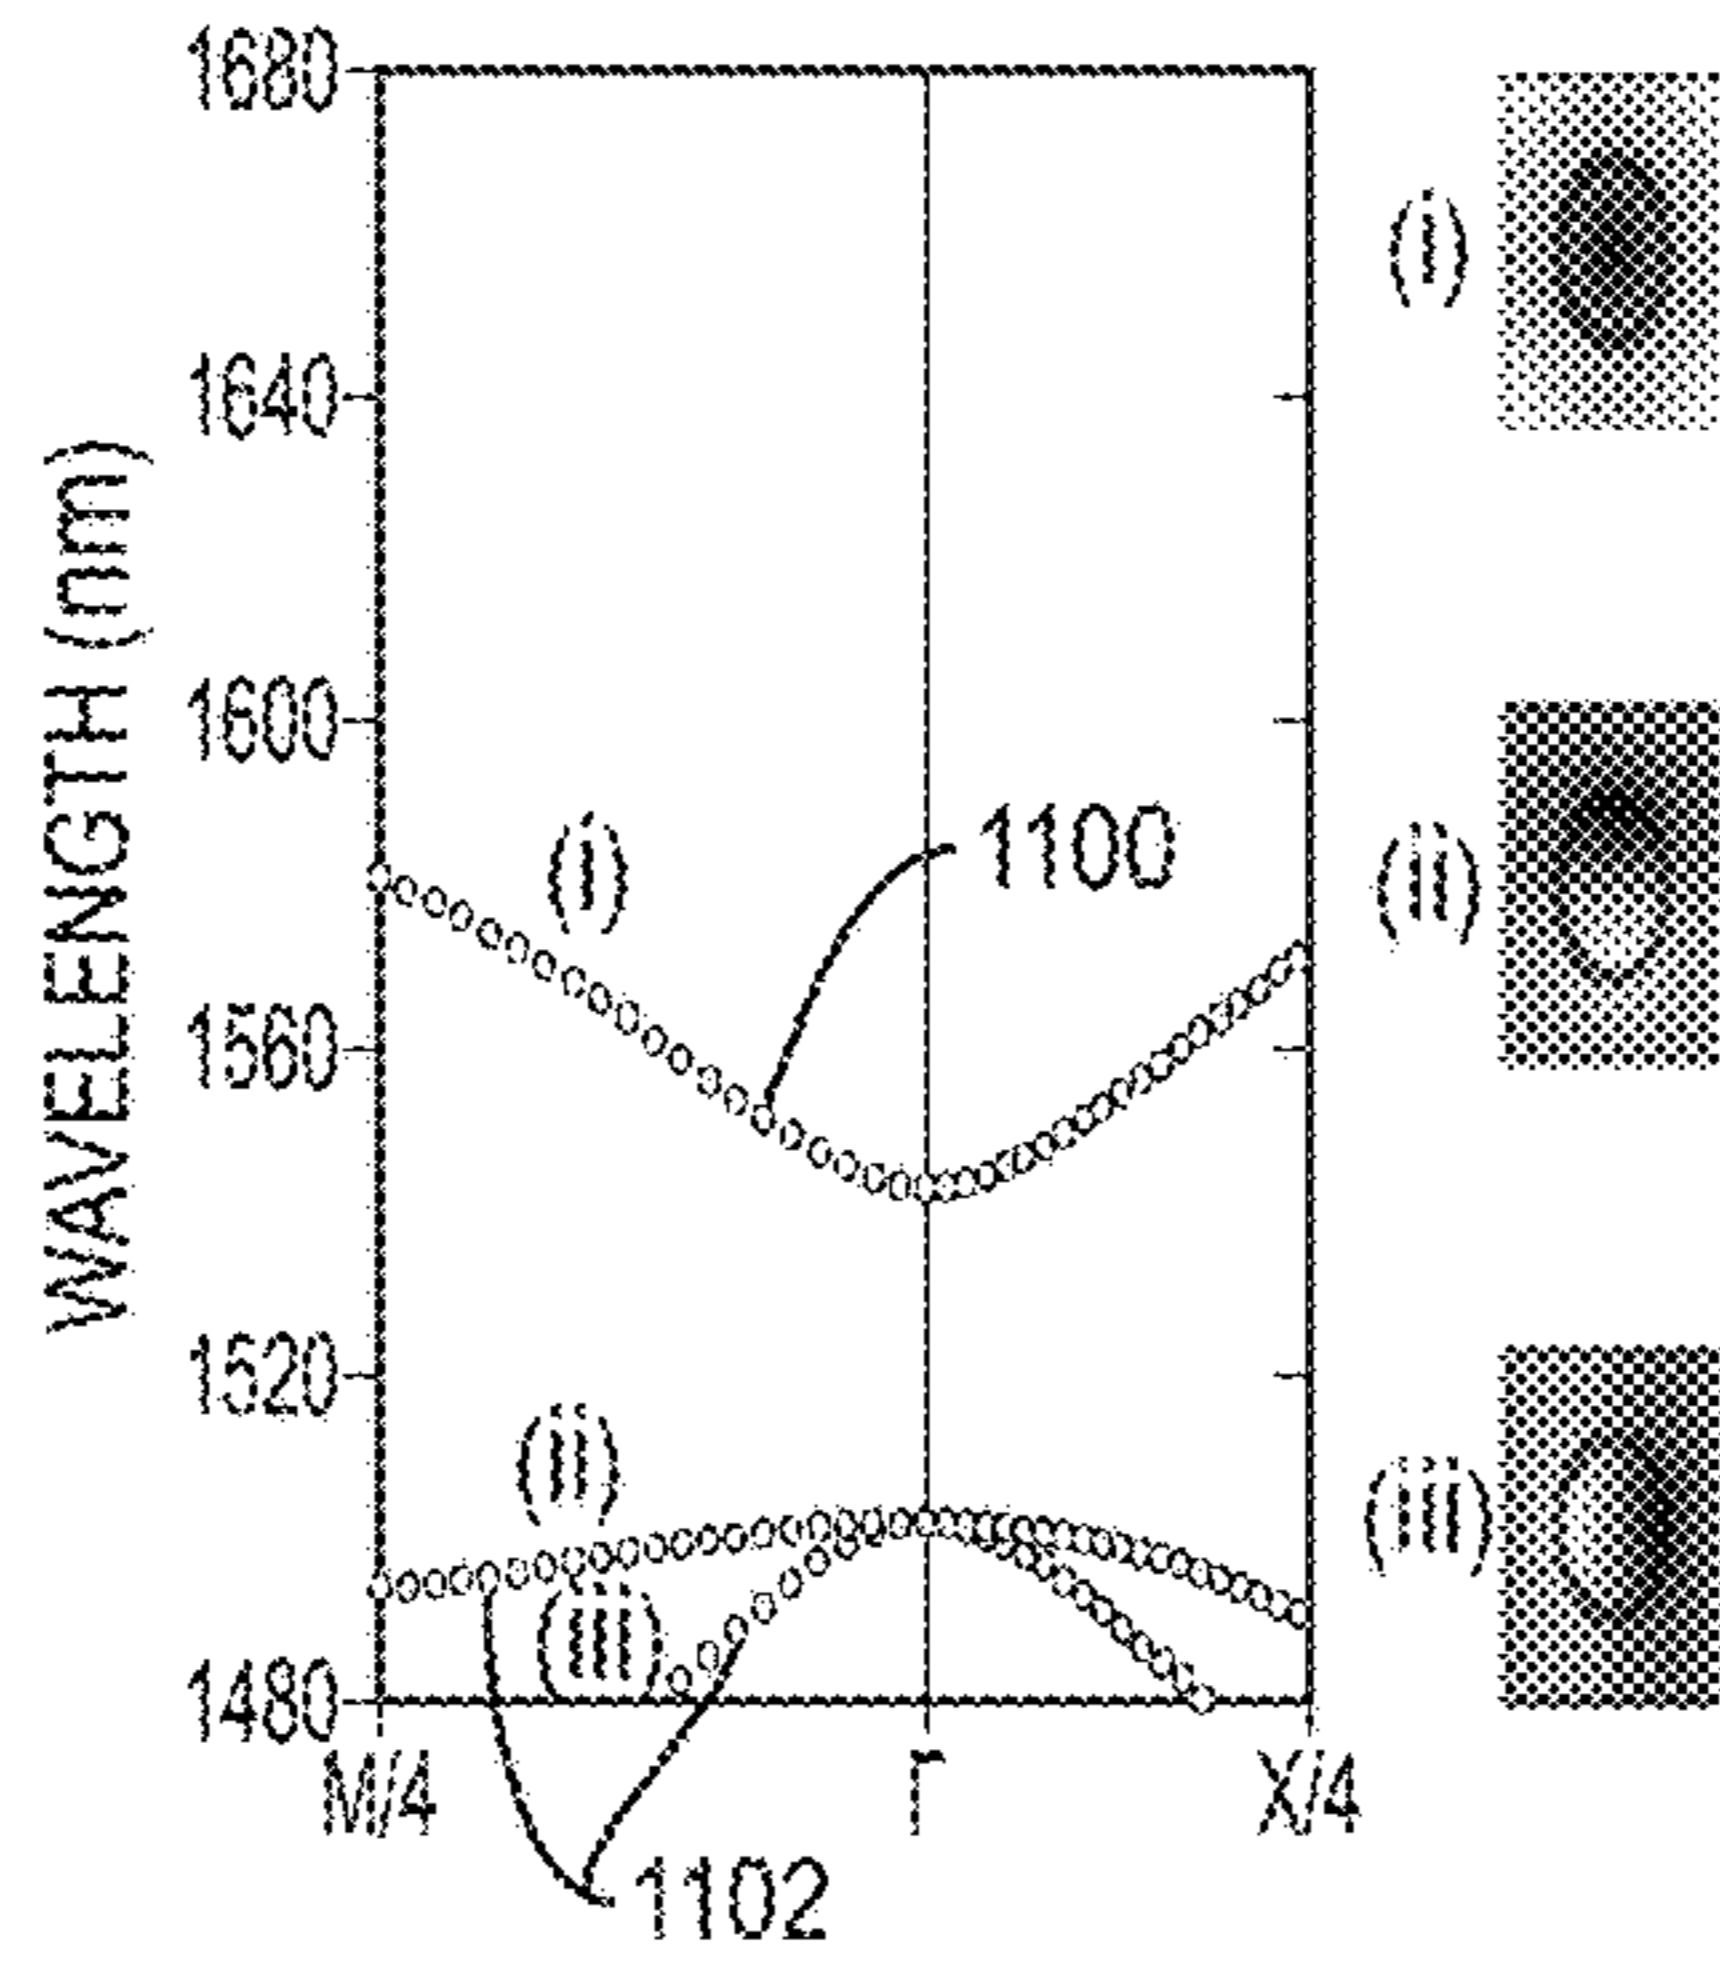 1680
1640
1600
1560
1520
1480
WAVELENGTH (nm)
(i)
1100
(ii)
(iii)
1102
M/4
Γ
X/4
(i)
(ii)
(iii)